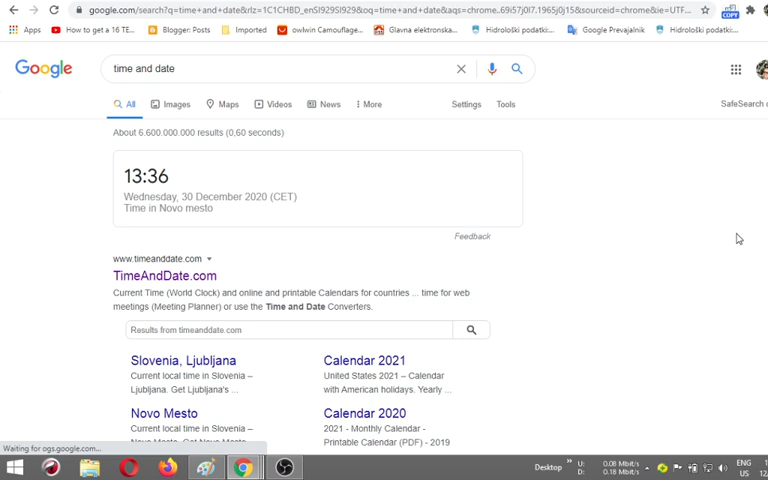 google.com/search?q=time+and+date&rlz=1C1CHBD_enSI929SI929&oq=time+and+date&aqs=chrome..69i57j0l7.1965j0j15&sourceid=chrome&ie=UTF...
COPY
Apps How to get a 16 TE... Blogger: Posts Imported owlwin Camouflage... Glavna elektronska... Hidrološki podatki:... Google Prevajalnik Hidrološki podatki:...
Google
time and date
All Images Maps Videos News More Settings Tools SafeSearch
About 6.600.000.000 results (0,60 seconds)
13:36
Wednesday, 30 December 2020 (CET)
Time in Novo mesto
Feedback
www.timeanddate.com
TimeAndDate.com
Current Time (World Clock) and online and printable Calendars for countries ... time for web
meetings (Meeting Planner) or use the Time and Date Converters.
Results from timeanddate.com
Slovenia, Ljubljana
Current local time in Slovenia –
Ljubljana. Get Ljubljana's ...
Calendar 2021
United States 2021 – Calendar
with American holidays. Yearly ...
Novo Mesto
Current local time in Slovenia –
Calendar 2020
2021 - Monthly Calendar -
Printable Calendar (PDF) - 2019
Waiting for ogs.google.com...
Desktop
U: 0.08 Mbit/s
D: 0.18 Mbit/s
ENG
US